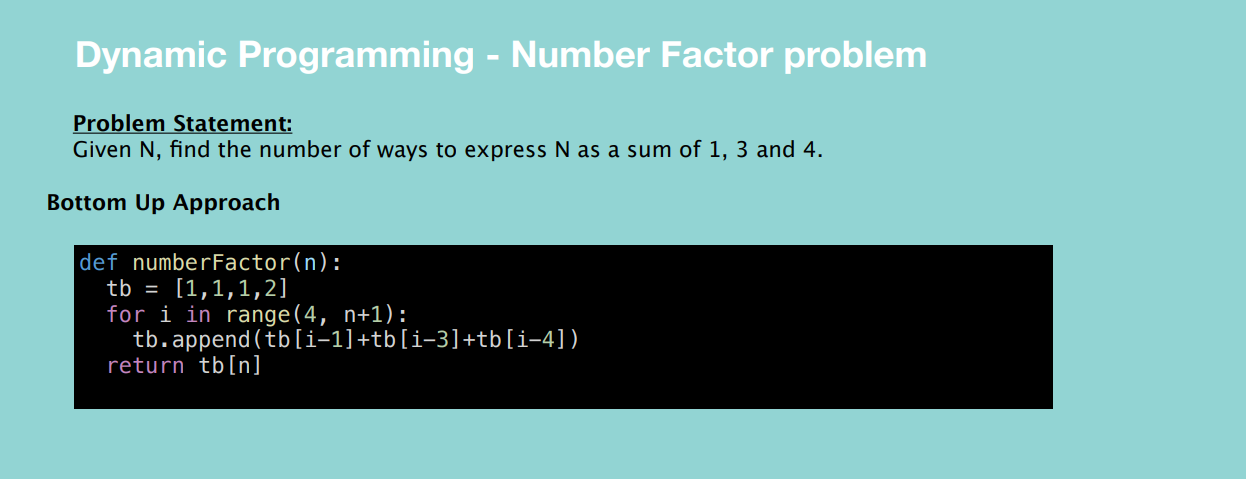 Dynamic Programming - Number Factor problem
Problem Statement:
Given N, find the number of ways to express N as a sum of 1, 3 and 4.
Bottom Up Approach
def numberFactor(n):
  tb = [1,1,1,2]
  for i in range(4, n+1):
    tb.append(tb[i-1]+tb[i-3]+tb[i-4])
  return tb[n]